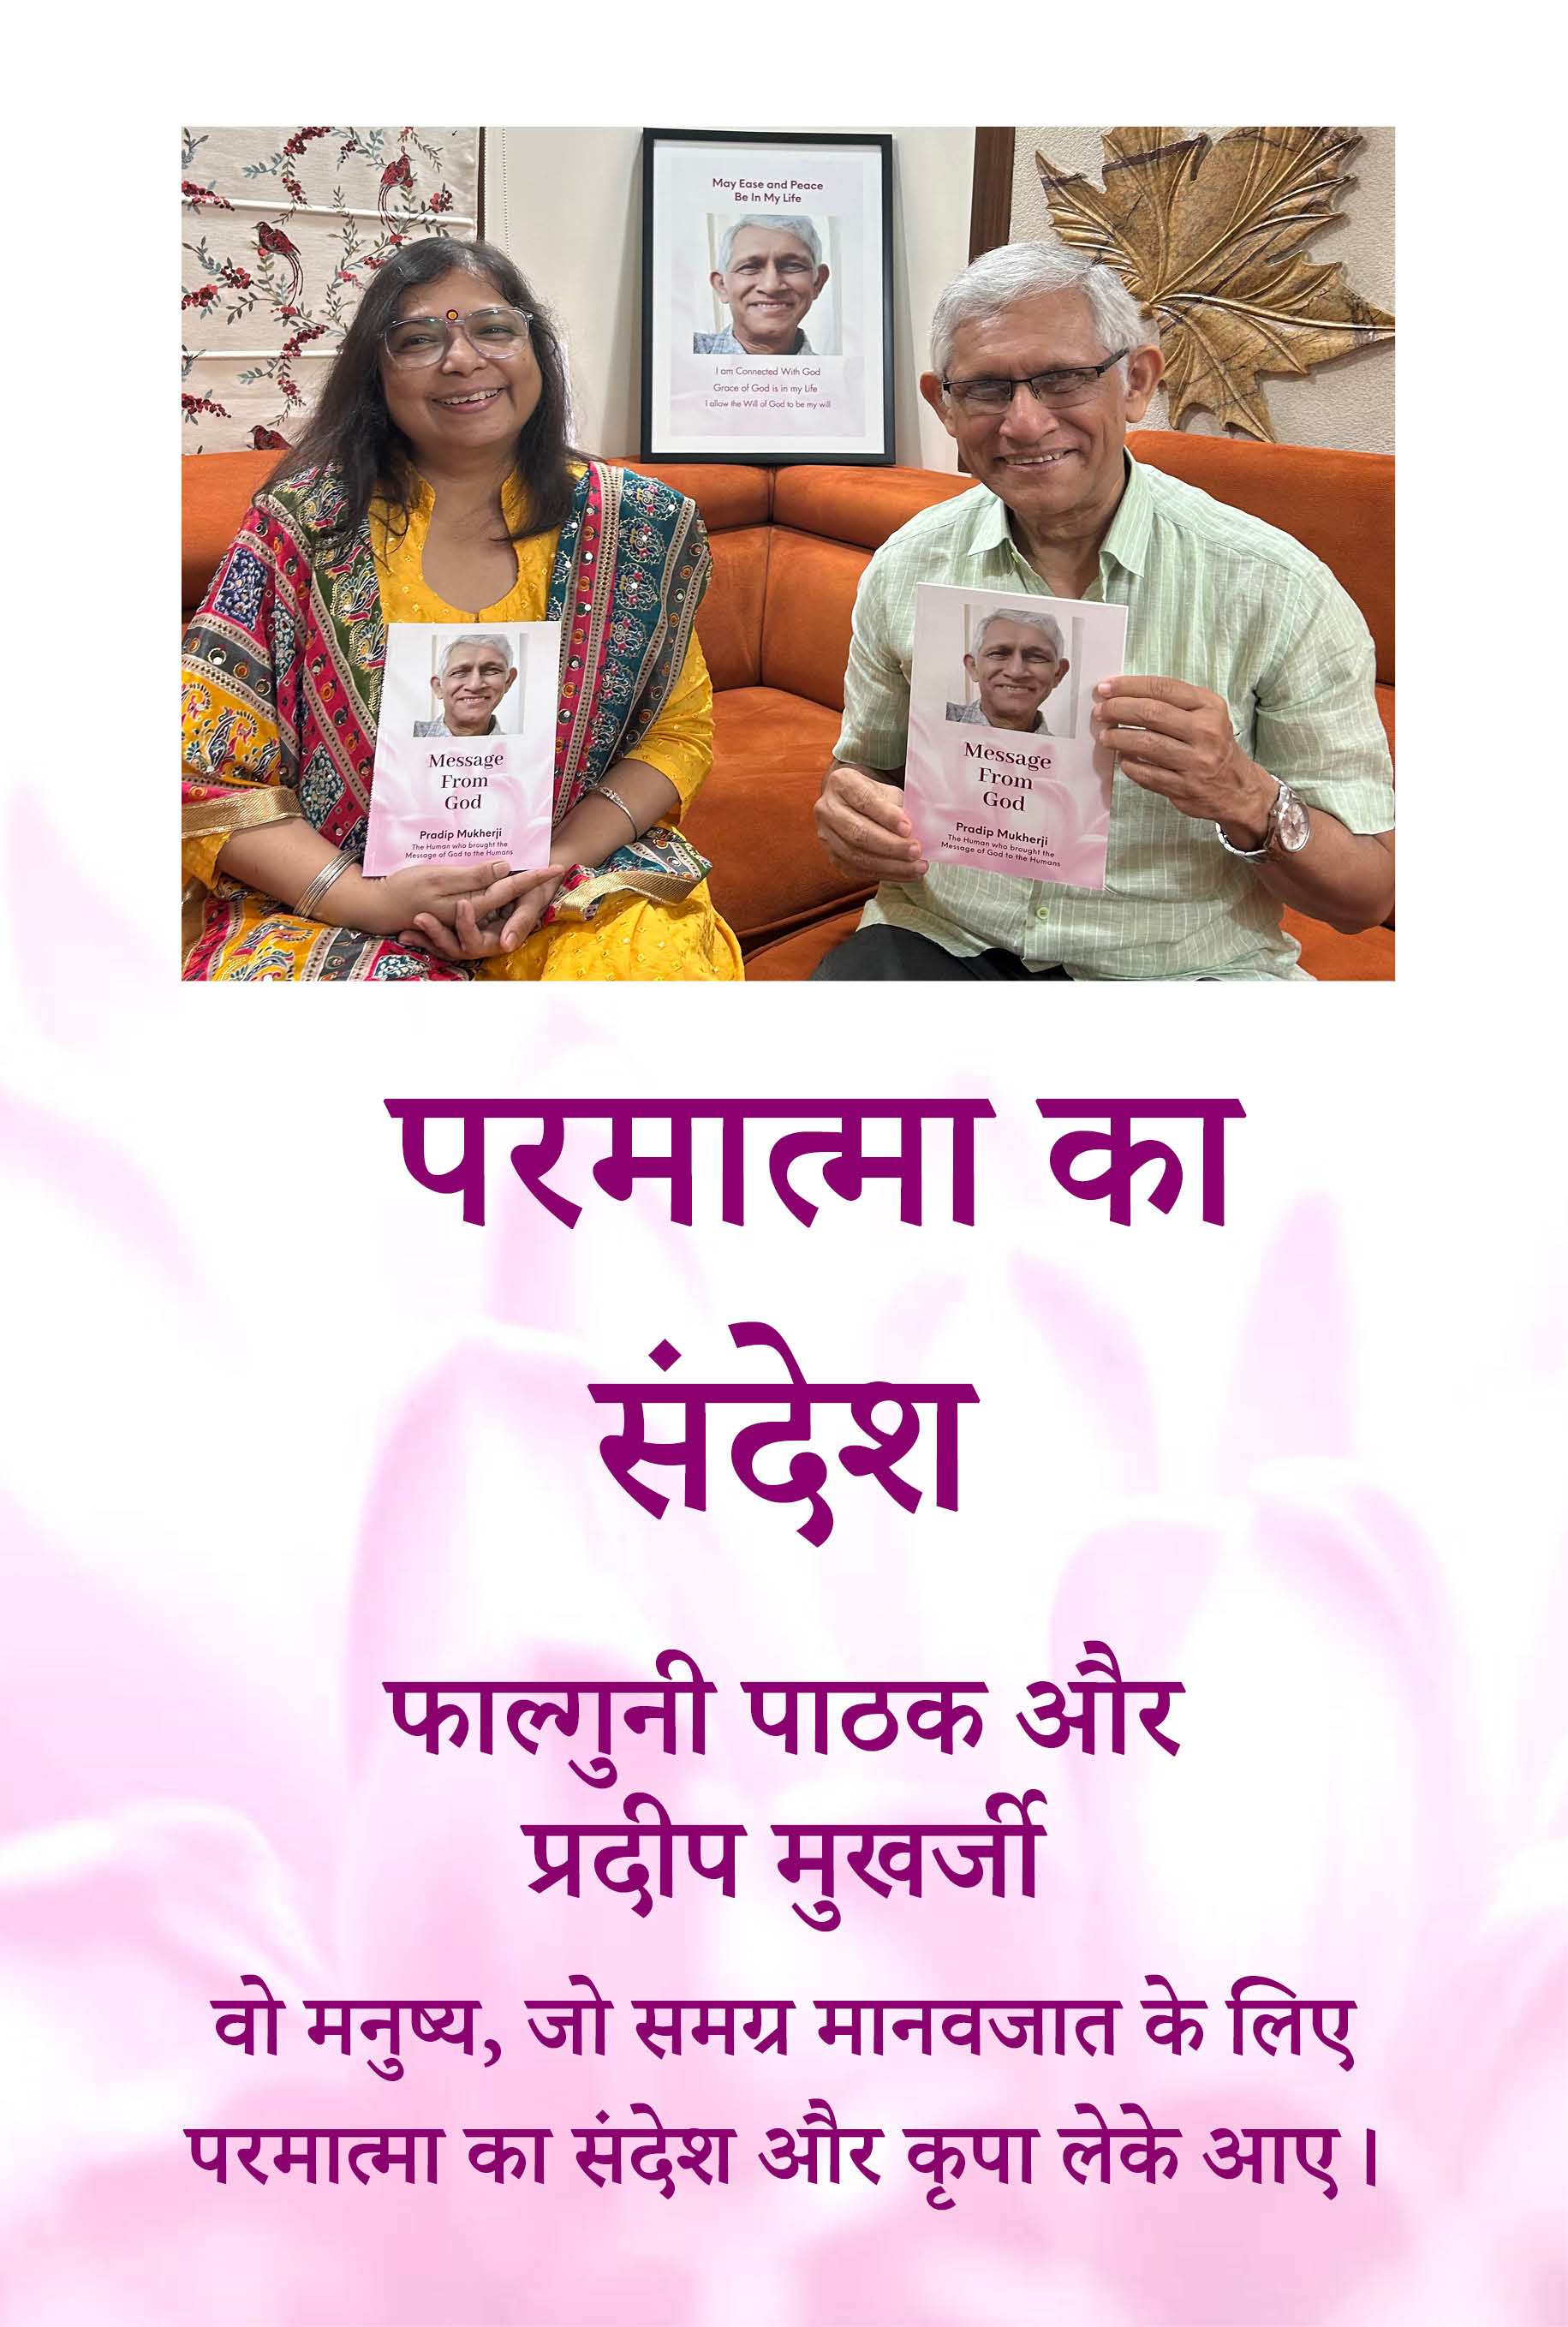 May Ease and Peace
Be In My Life
I am Connected With God
Grace of God is in my Life
I allow the Will of God to be my will
Message
From
God
Pradip Mukherji
The Human who brought the
Message of God to the Humans
Message
From
God
Pradip Mukherji
The Human who brought the
Message of God to the Humans
परमात्मा का
संदेश
फाल्गुनी पाठक और
प्रदीप मुखर्जी
वो मनुष्य, जो समग्र मानवजात के लिए
परमात्मा का संदेश और कृपा लेके आए।